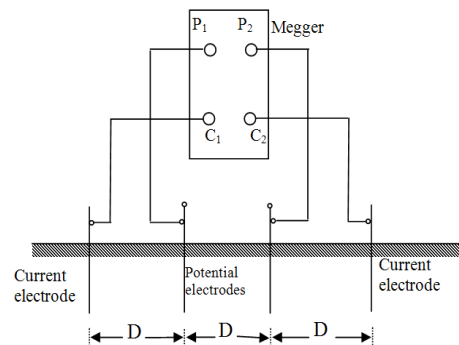 P1 P2 Megger
C1 C2
Current
electrode
Potential
electrodes
Current
electrode
D D D